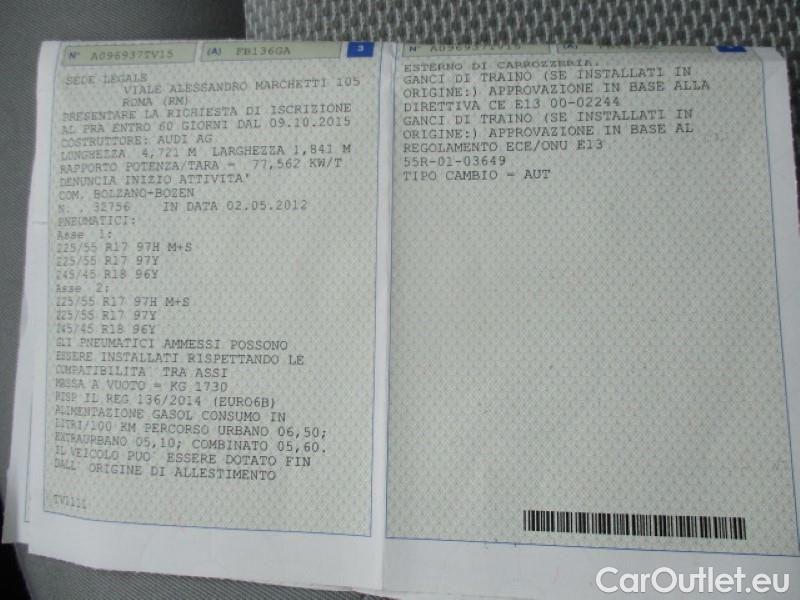 N° A096937TV15 (A) FB136GA 3
SEDE LEGALE
VIALE ALESSANDRO MARCHETTI 105
ROMA (RM)
PRESENTARE LA RICHIESTA DI ISCRIZIONE
AL PRA ENTRO 60 GIORNI DAL 09.10.2015
COSTRUTTORE: AUDI AG
LUNGHEZZA 4,721 M LARGHEZZA 1,841 M
RAPPORTO POTENZA/TARA = 77,562 KW/T
DENUNCIA INIZIO ATTIVITA'
COM. BOLZANO-BOZEN
N. . 32756 IN DATA 02.05.2012
PNEUMATICI:
Asse 1:
225/55 R17 97H M+S
225/55 R17 97Y
245/45 R18 96Y
Asse 2:
225/55 R17 97H M+S
225/55 R17 97Y
245/45 R18 96Y
GLI PNEUMATICI AMMESSI POSSONO
ESSERE INSTALLATI RISPETTANDO LE
COMPATIBILITA' TRA ASSI
MASSA A VUOTO = KG 1730
RISP IL REG 136/2014 (EURO6B)
ALIMENTAZIONE GASOL CONSUMO IN
LITRI/100 KM PERCORSO URBANO 06,50;
EXTRAURBANO 05,10; COMBINATO 05,60.
IL VEICOLO PUO' ESSERE DOTATO FIN
DALL' ORIGINE DI ALLESTIMENTO
TV1111
N° A096937TV15 (A)
ESTERNO DI CARROZZERIA.
GANCI DI TRAINO (SE INSTALLATI IN
ORIGINE:) APPROVAZIONE IN BASE ALLA
DIRETTIVA CE E13 00-02244
GANCI DI TRAINO (SE INSTALLATI IN
ORIGINE:) APPROVAZIONE IN BASE AL
REGOLAMENTO ECE/ONU E13
55R-01-03649
TIPO CAMBIO = AUT
CarOutlet.eu